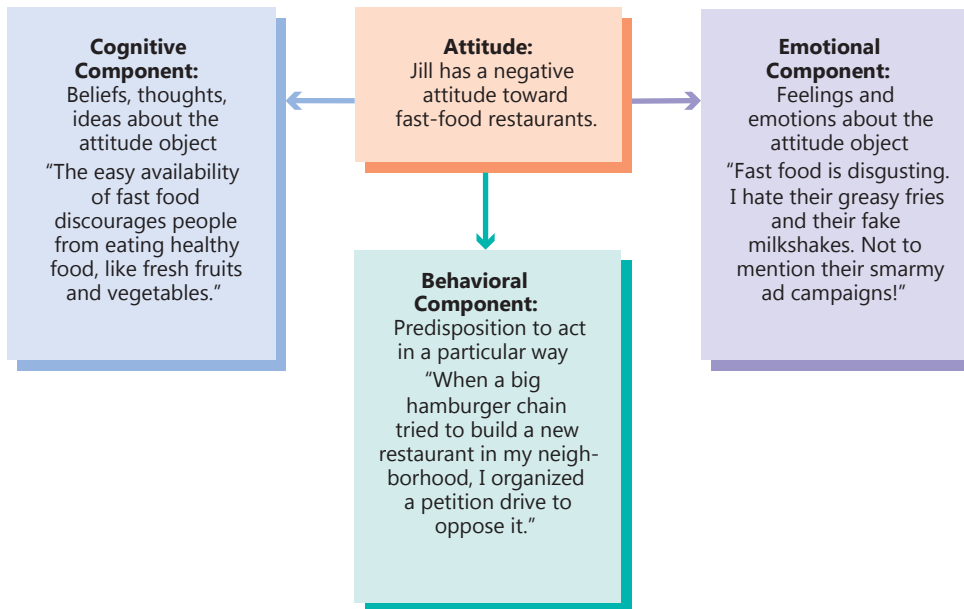 Cognitive
Component:
Beliefs, thoughts,
ideas about the
attitude object
“The easy availability
of fast food
discourages people
from eating healthy
food, like fresh fruits
and vegetables.”
Attitude:
Jill has a negative
attitude toward
fast-food restaurants.
Emotional
Component:
Feelings and
emotions about the
attitude object
“Fast food is disgusting.
I hate their greasy fries
and their fake
milkshakes. Not to
mention their smarmy
ad campaigns!”
Behavioral
Component:
Predisposition to act
in a particular way
“When a big
hamburger chain
tried to build a new
restaurant in my neigh-
borhood, I organized
a petition drive to
oppose it.”